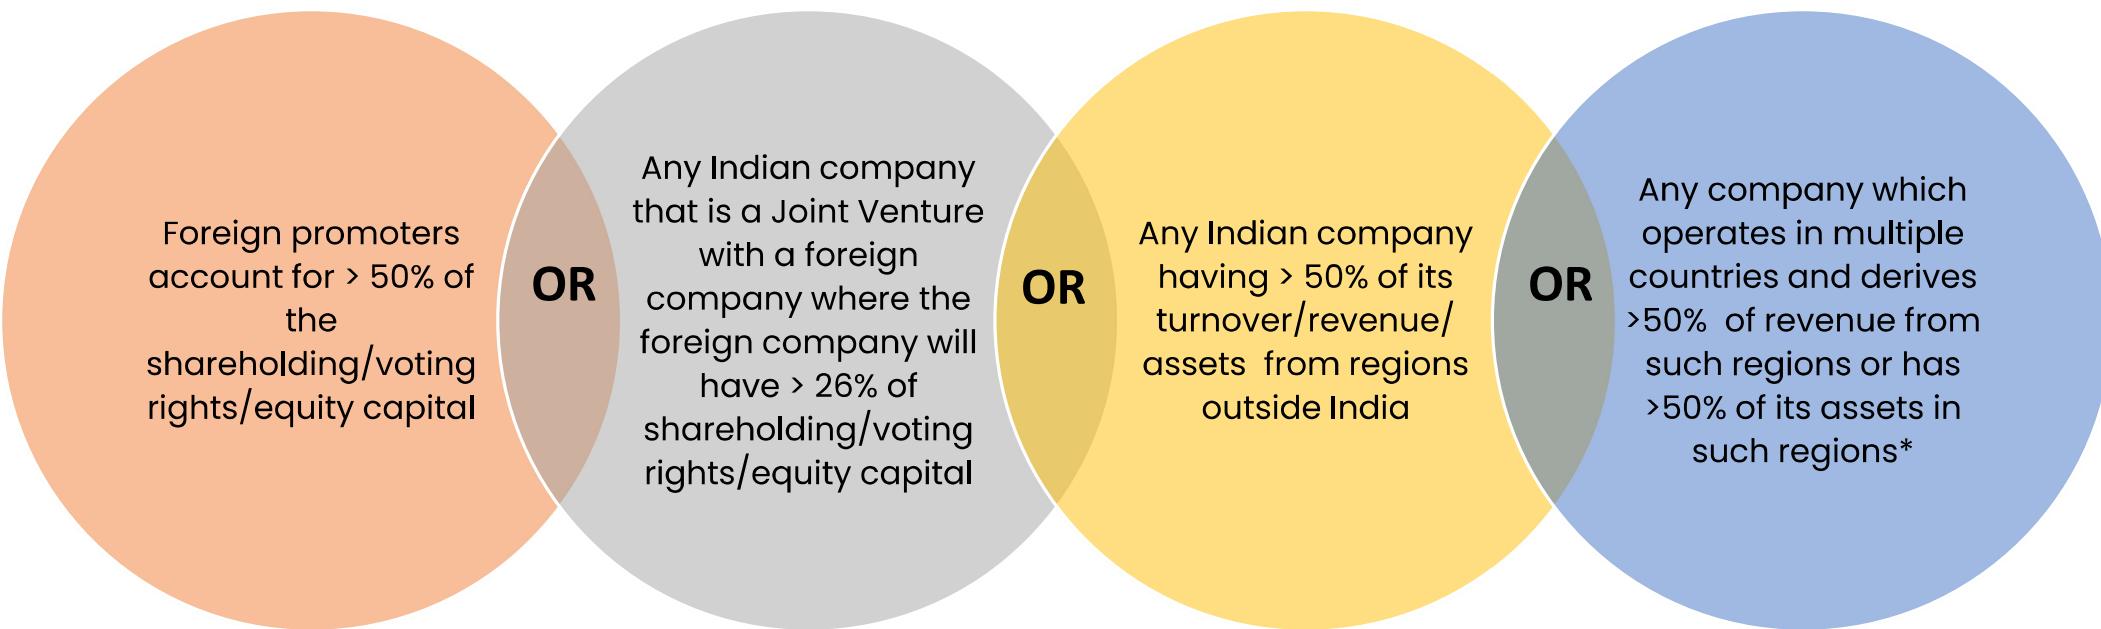 Foreign promoters
account for > 50% of
the
shareholding/voting
rights/equity capital
OR
Any Indian company
that is a Joint Venture
with a foreign
company where the
foreign company will
have > 26% of
shareholding/voting
rights/equity capital
OR
Any Indian company
having > 50% of its
turnover/revenue/
assets from regions
outside India
OR
Any company which
operates in multiple
countries and derives
>50% of revenue from
such regions or has
>50% of its assets in
such regions*